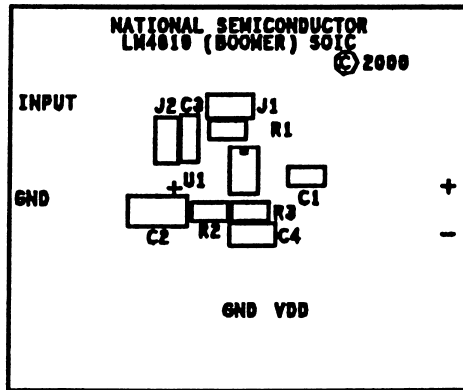 NATIONAL SEMICONDUCTOR
LM4819 (BOOMER) SOIC
© 2000
INPUT
J2 C3 J1
R1
GND
+ U1
C1
+
R3
C2 R2 C4
-
GND VDD